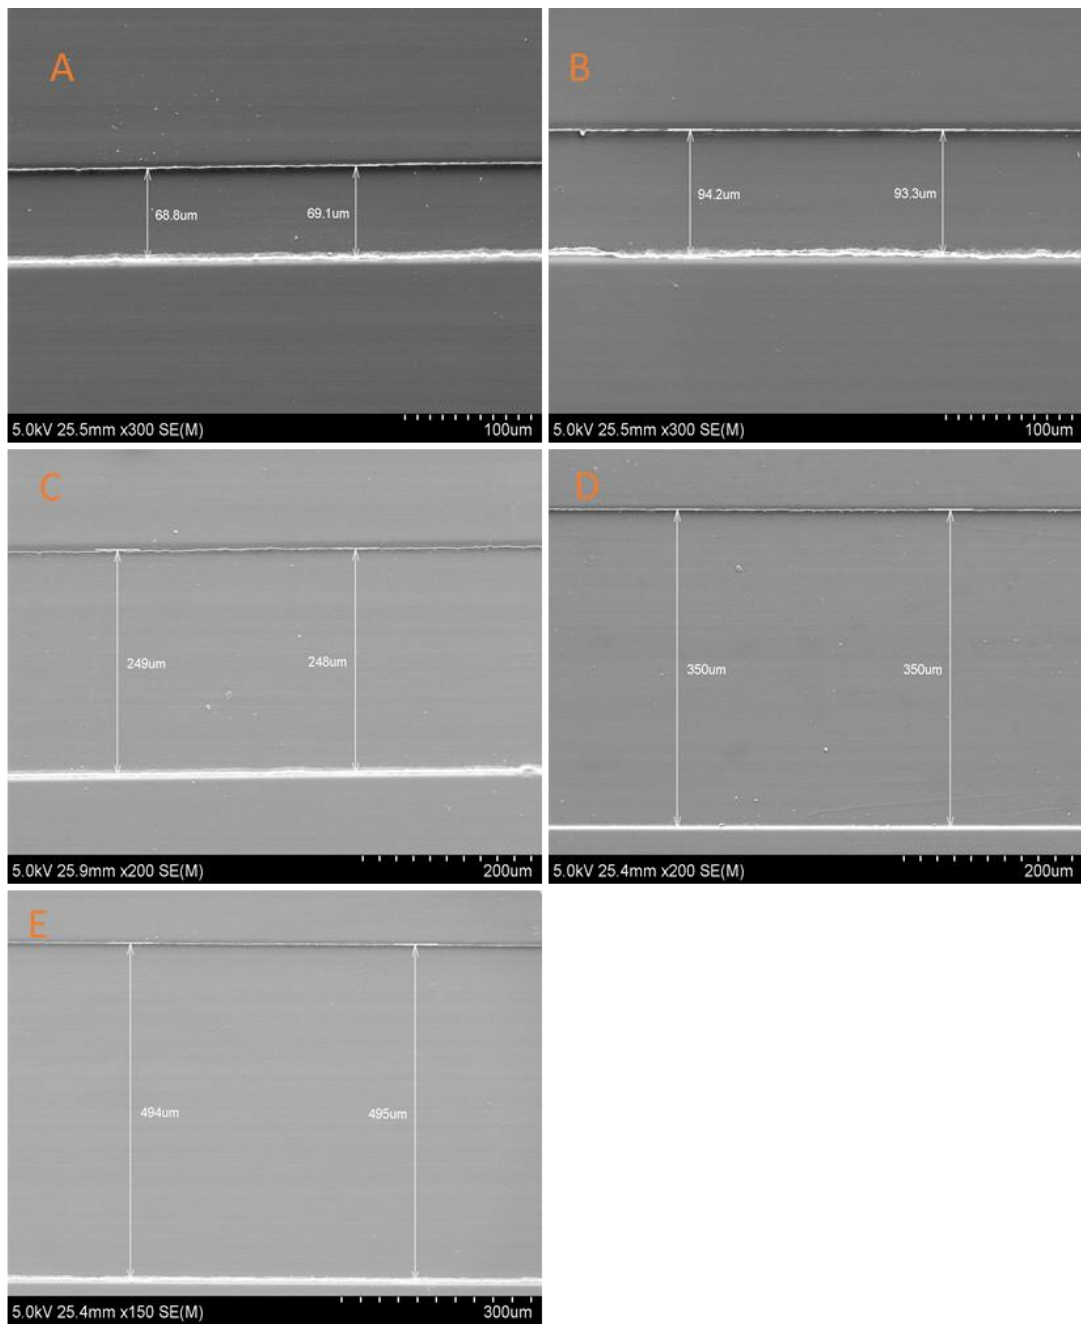 A
68.8um
69.1um
5.0kV 25.5mm x300 SE(M)
100um
B
94.2um
93.3um
5.0kV 25.5mm x300 SE(M)
100um
C
249um
248um
5.0kV 25.9mm x200 SE(M)
200um
D
350um
350um
5.0kV 25.4mm x200 SE(M)
200um
E
494um
495um
5.0kV 25.4mm x150 SE(M)
300um